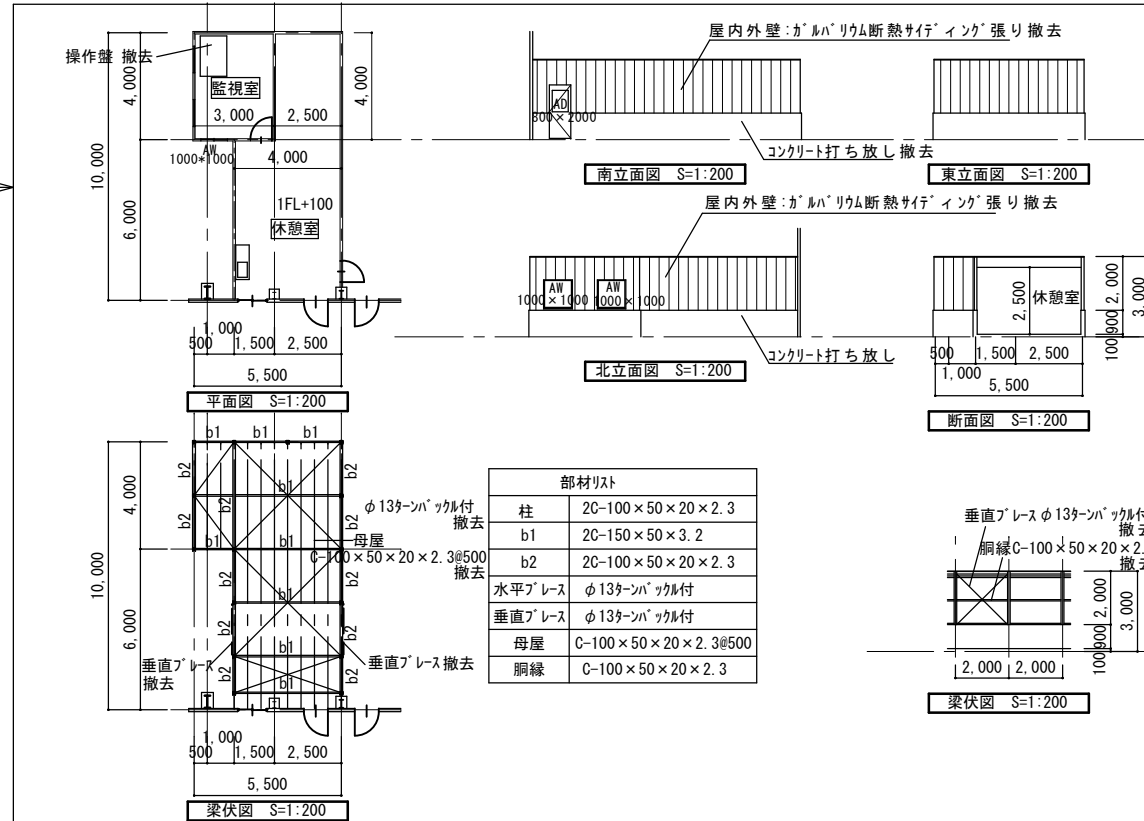 操作盤 撤去
監視室
3,000
2,500
4,000
4,000
10,000
6,000
AW
1000*1000
4,000
1FL+100
休憩室
1,000
500
1,500
2,500
5,500
平面図 S=1:200
屋内外壁:ガルバリウム断熱サイディング張り撤去
AD
800×2000
コンクリート打ち放し撤去
南立面図 S=1:200
東立面図 S=1:200
屋内外壁:ガルバリウム断熱サイディング張り撤去
AW
1000×1000
AW
1000×1000
コンクリート打ち放し
北立面図 S=1:200
2,500
休憩室
2,000
900
100
3,000
500
1,500
2,500
1,000
5,500
断面図 S=1:200
b1
b1
b1
b2
b2
b1
b2
b2
b2
b1
b1
b2
b2
b1
b2
b2
b1
b2
b2
b1
4,000
10,000
6,000
φ13ターンバックル付
撤去
母屋
C-100×50×20×2.3@500
撤去
垂直ブレース
撤去
垂直ブレース撤去
1,000
500
1,500
2,500
5,500
梁伏図 S=1:200
部材リスト
柱 2C-100×50×20×2.3
b1 2C-150×50×3.2
b2 2C-100×50×20×2.3
水平ブレース φ13ターンバックル付
垂直ブレース φ13ターンバックル付
母屋 C-100×50×20×2.3@500
胴縁 C-100×50×20×2.3
垂直ブレースφ13ターンバックル付
撤去
胴縁C-100×50×20×2.
撤去
2,000
900
100
3,000
2,000
2,000
梁伏図 S=1:200